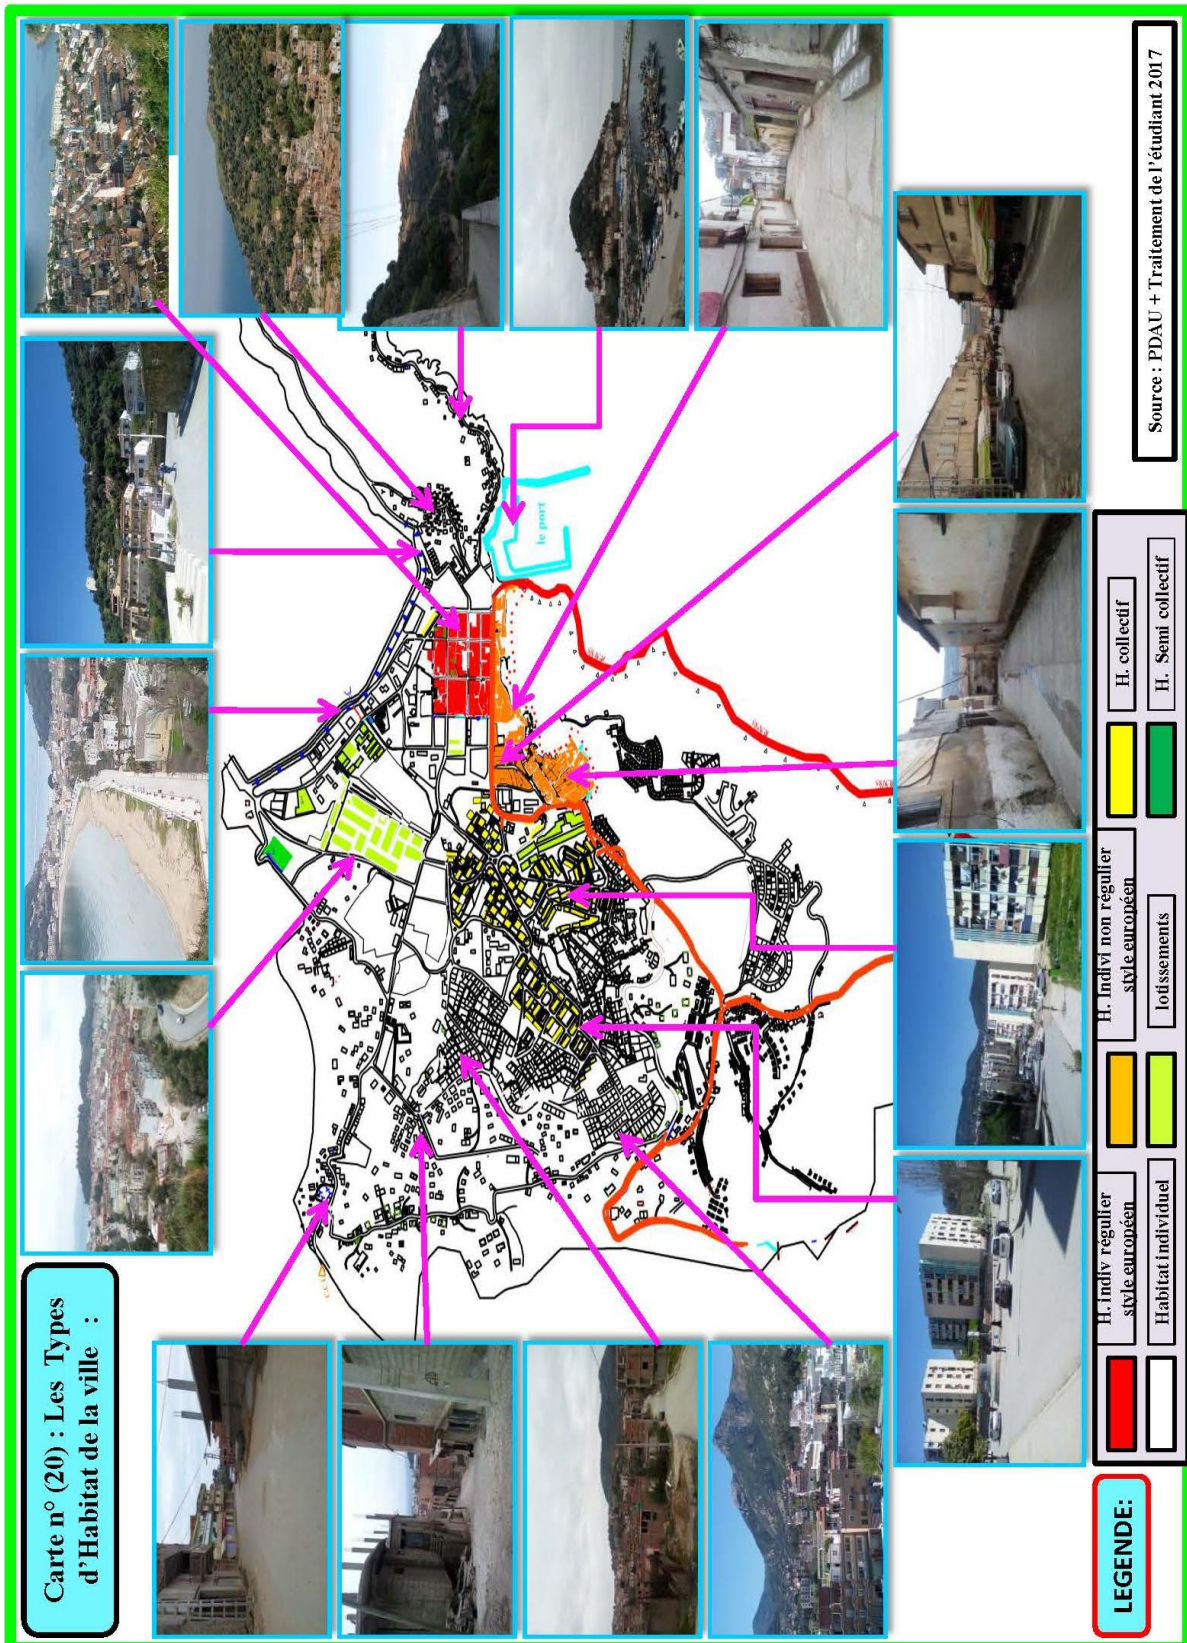 Carte n° (20) : Les Types
d'Habitat de la ville :
le port
LEGENDE:
H. indiv régulier
style européen
H. Indivi non régulier
style européen
H. collectif
Habitat individuel
lotissements
H. Semi collectif
Source : PDAU + Traitement de l'étudiant 2017